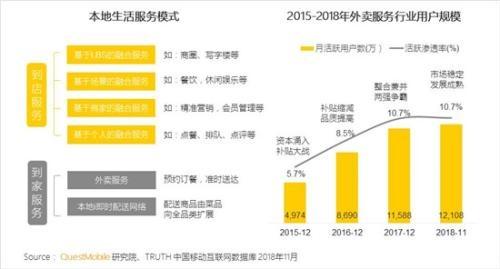 本地生活服务模式
到店服务
基于LBS的融合服务
如：商圈、写字楼等
基于场景的融合服务
如：餐饮，休闲娱乐等
基于商家的融合服务
如：精准营销，会员管理等
基于个人的融合服务
如：点餐、排队、点评等
到家服务
外卖服务
预约订餐，准时送达
本地即时配送网络
配送商品由菜品
向全品类扩展
2015-2018年外卖服务行业用户规模
月活跃用户数(万)
活跃渗透率(%)
资本涌入
补贴大战
补贴缩减
品质提高
整合兼并
两强争霸
市场稳定
发展成熟
5.7%
8.5%
10.7%
10.7%
4,974
8,690
11,588
12,108
2015-12
2016-12
2017-12
2018-11
Source： QuestMobile 研究院、TRUTH 中国移动互联网数据库 2018年11月